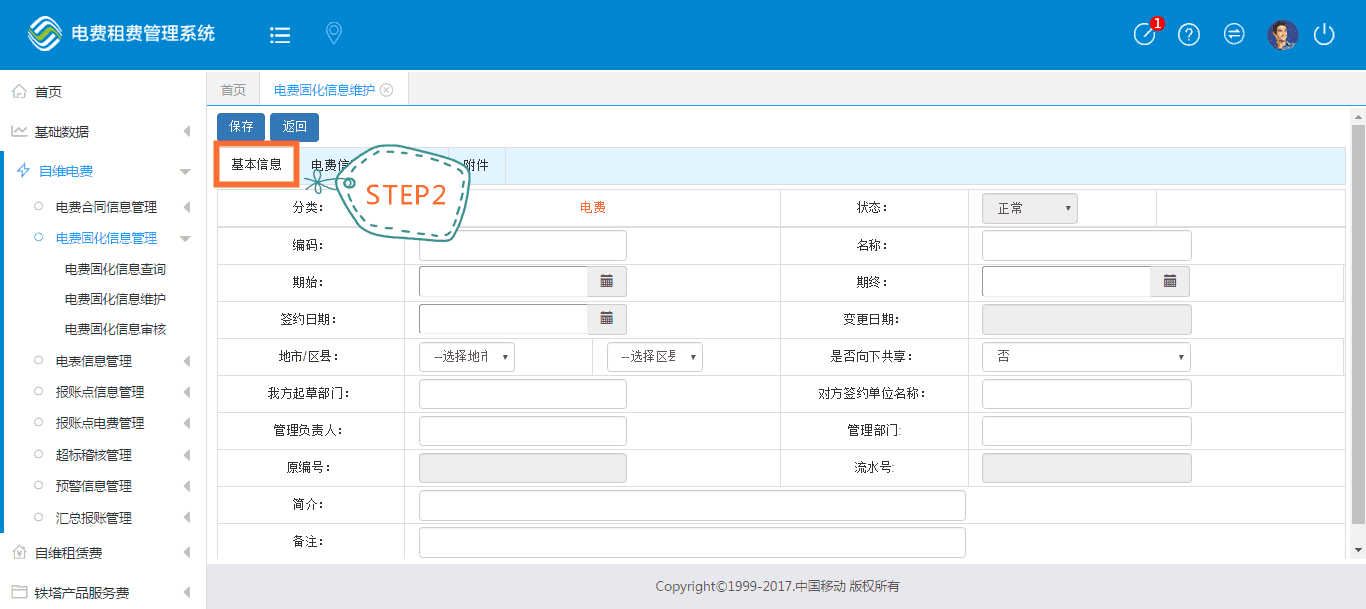 电费租费管理系统
1
首页
基础数据
自维电费
电费合同信息管理
电费固化信息管理
电费固化信息查询
电费固化信息维护
电费固化信息审核
电表信息管理
报账点信息管理
报账点电费管理
超标稽核管理
预警信息管理
汇总报账管理
自维租赁费
铁塔产品服务费
首页 电费固化信息维护
保存 返回
基本信息 电费信 附件
STEP2
分类： 电费 状态： 正常
编码： 名称：
期始： 期终：
签约日期： 变更日期：
地市/区县： --选择地市 --选择区县 是否向下共享： 否
我方起草部门： 对方签约单位名称：
管理负责人： 管理部门:
原编号： 流水号:
简介：
备注：
Copyright©1999-2017.中国移动 版权所有